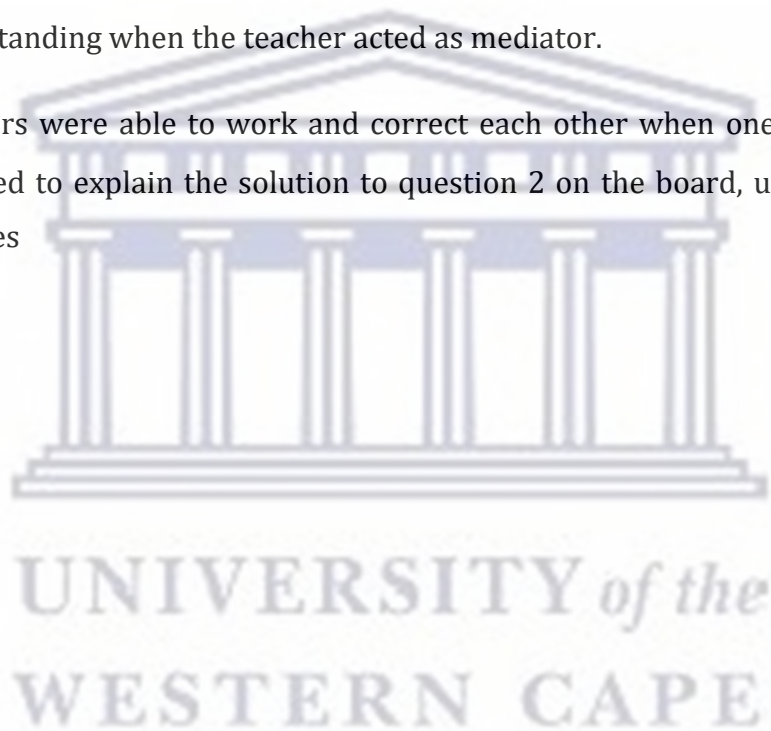 standing when the teacher acted as mediator.
rs were able to work and correct each other when one
ed to explain the solution to question 2 on the board, u
es
UNIVERSITY of the
WESTERN CAPE